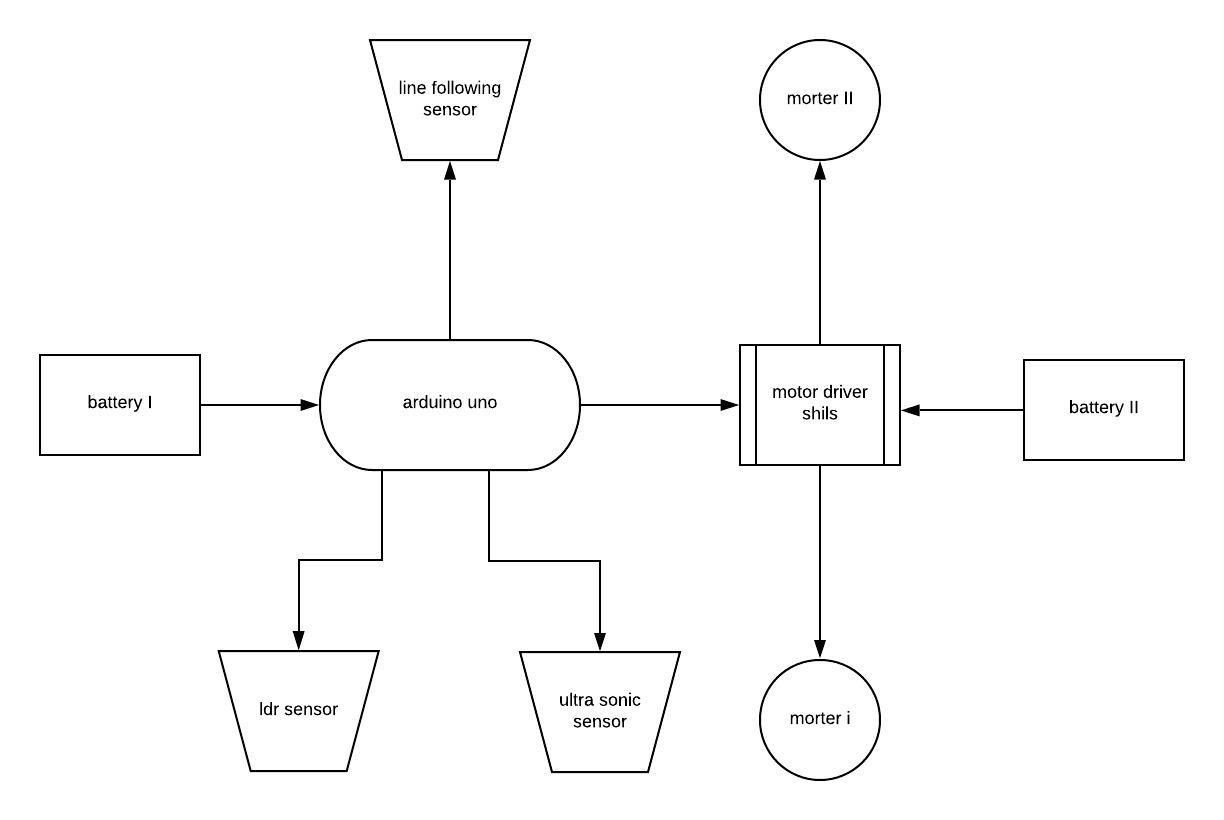 line following
sensor
morter II
battery I
arduino uno
motor driver
shils
battery II
ldr sensor
ultra sonic
sensor
morter i